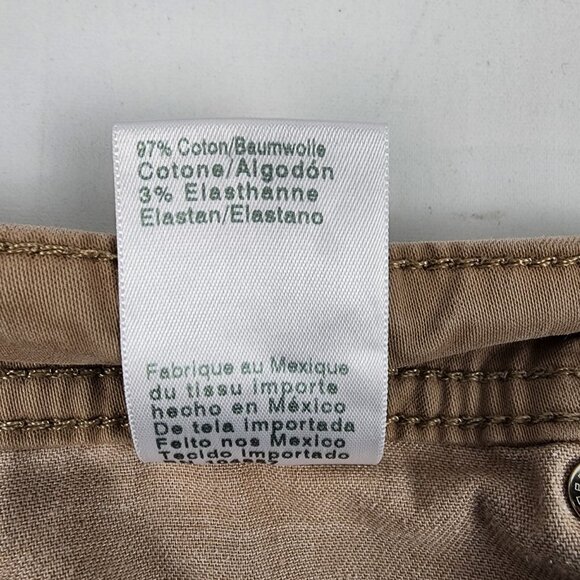 97% Coton/Baumwolle
Cotone/Algodón
3% Elasthanne
Elastan/Elastano
Fabrique au Mexique
du tissu importe
hecho en México
De tela importada
Feito nos Mexico
Tecido Importado